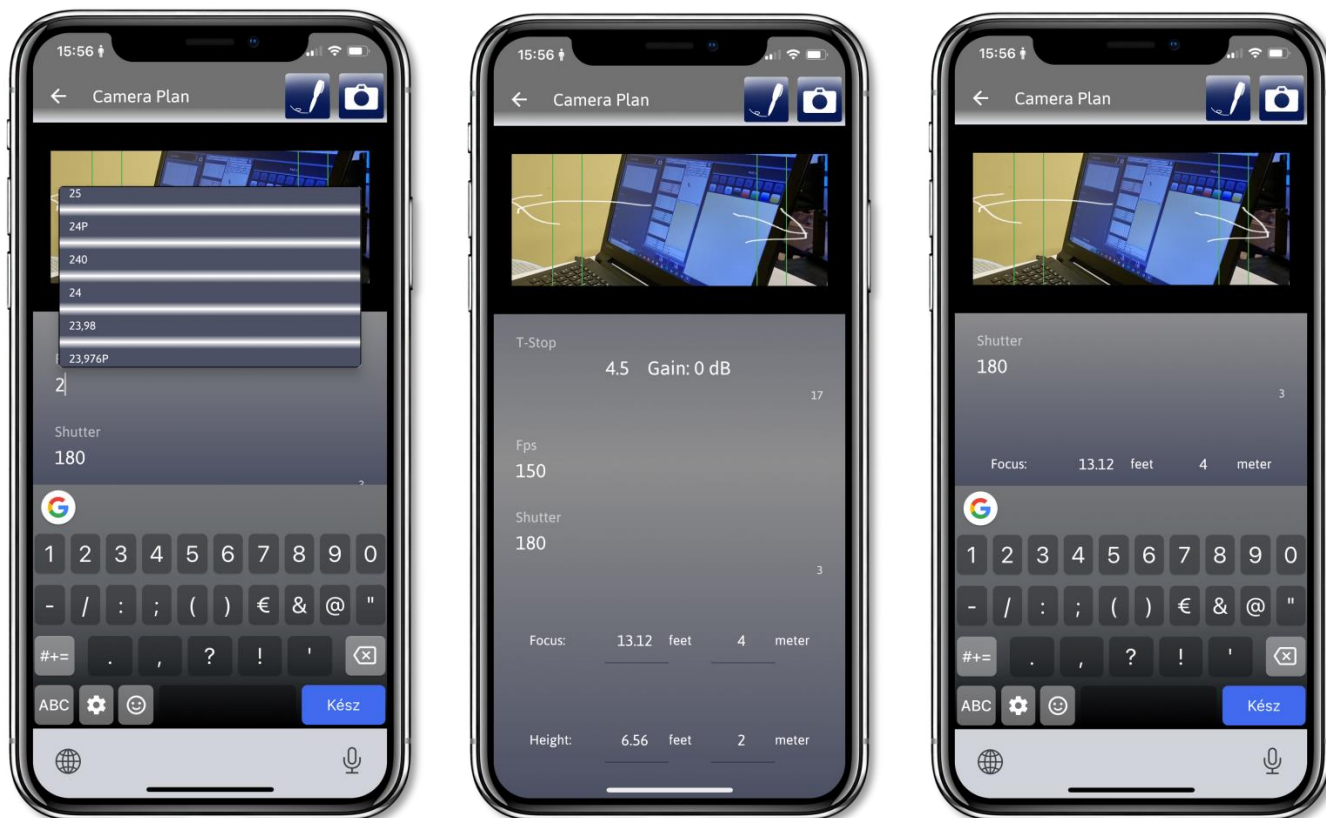 15:56
Camera Plan
25
24P
240
24
23,98
23,976P
2
Shutter
180
1 2 3 4 5 6 7 8 9 0
- / : ; ( ) € & @ "
#+= . , ? ! '
ABC Kész
15:56
Camera Plan
T-Stop
4.5 Gain: 0 dB
17
Fps
150
Shutter
180
3
Focus: 13.12 feet 4 meter
Height: 6.56 feet 2 meter
15:56
Camera Plan
Shutter
180
3
Focus: 13.12 feet 4 meter
G
1 2 3 4 5 6 7 8 9 0
- / : ; ( ) € & @ "
#+= . , ? ! '
ABC Kész